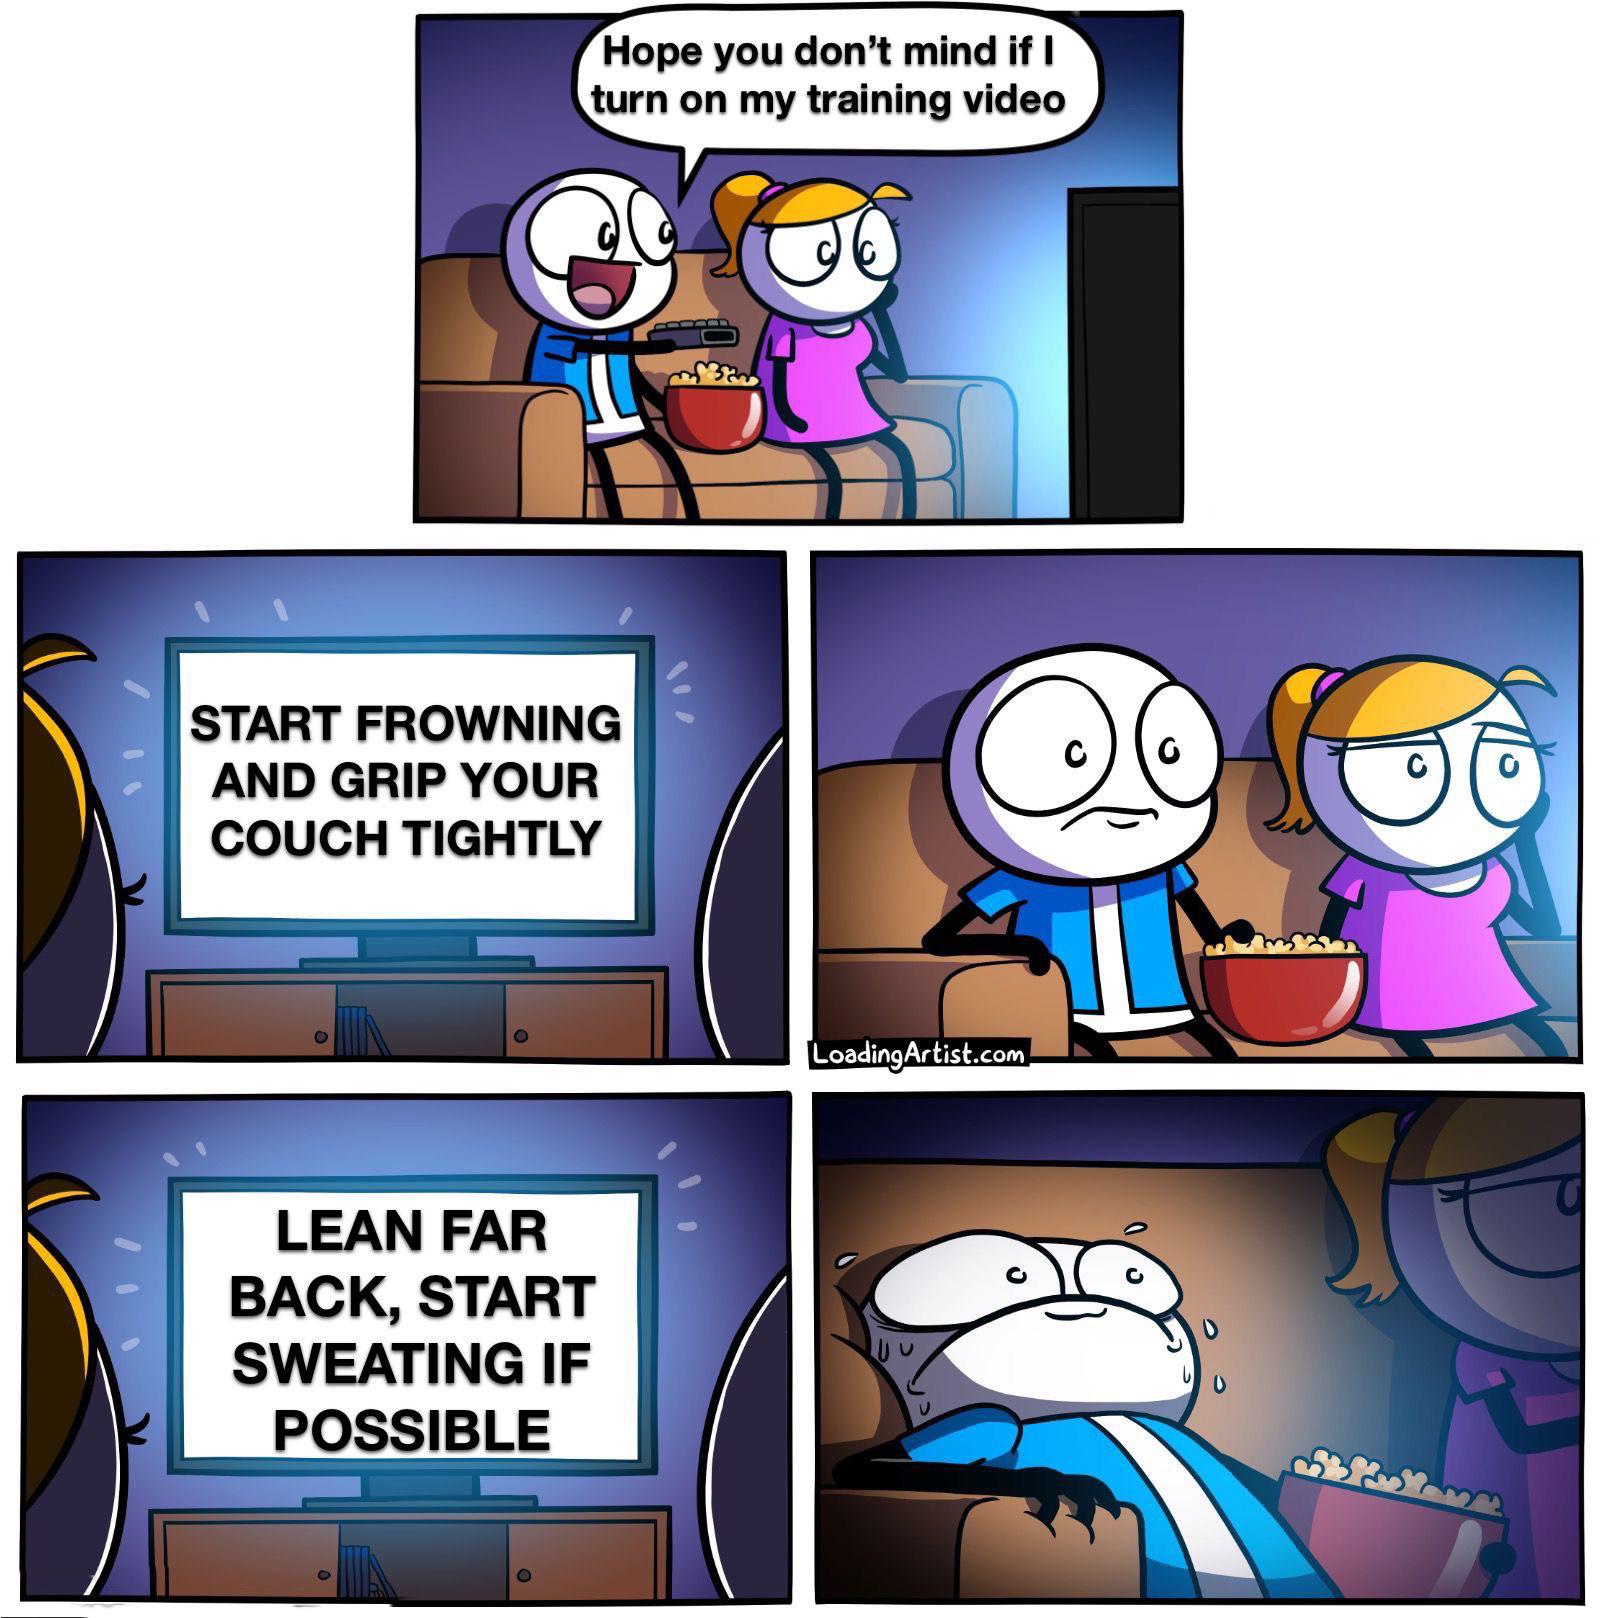 Hope you don't mind if I
turn on my training video
START FROWNING
AND GRIP YOUR
COUCH TIGHTLY
LoadingArtist.com
LEAN FAR
BACK, START
SWEATING IF
POSSIBLE